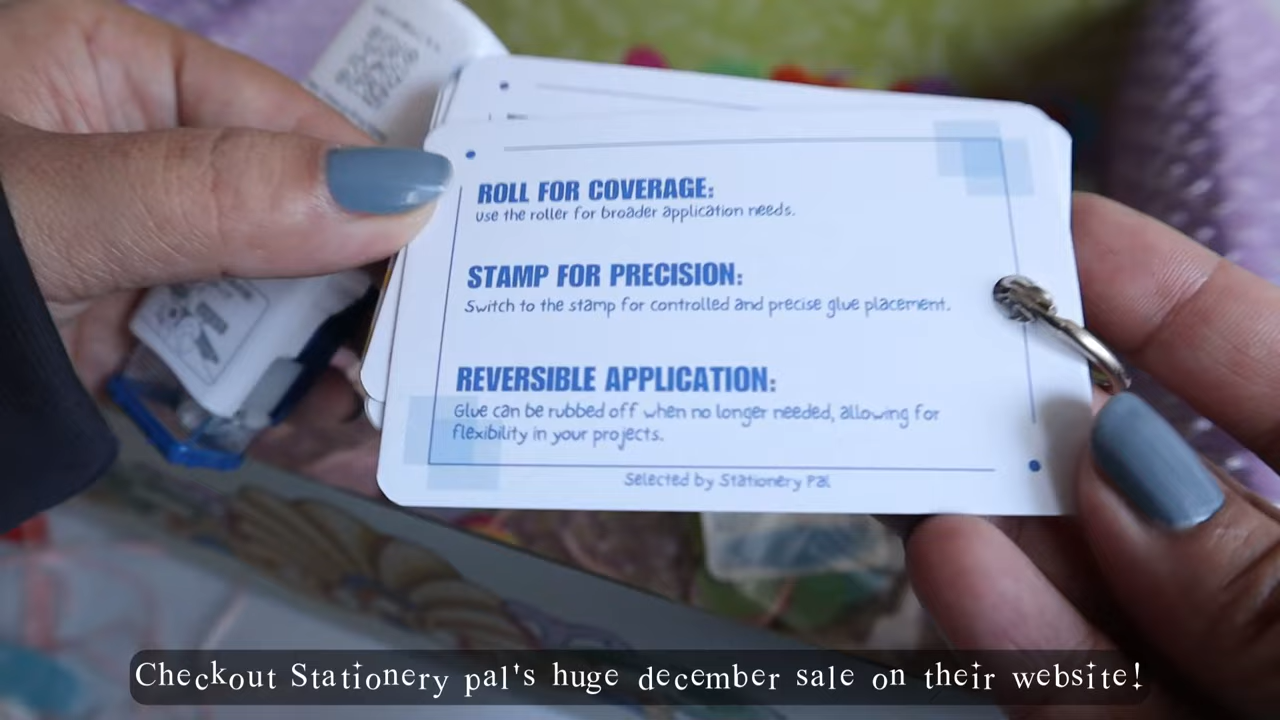 ROLL FOR COVERAGE:
use the roller for broader application needs.
STAMP FOR PRECISION:
Switch to the stamp for controlled and precise glue placement.
REVERSIBLE APPLICATION:
Glue can be rubbed off when no longer needed, allowing for
flexibility in your projects.
Selected by Stationery Pal
Checkout Stationery pal's huge december sale on their website!